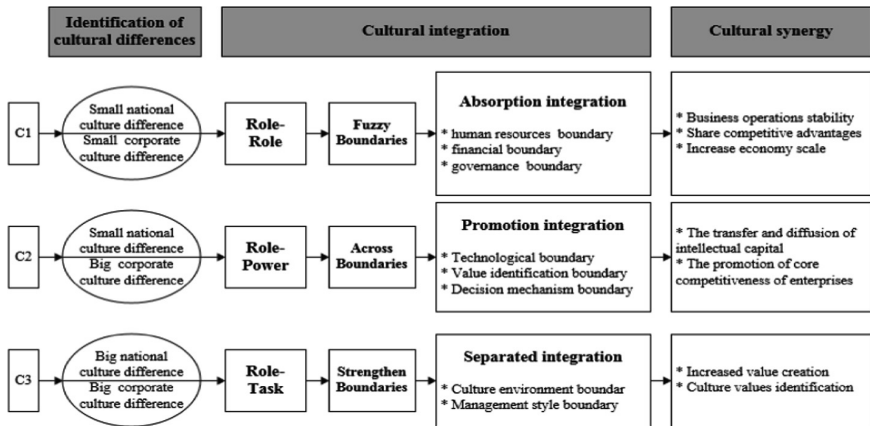 Identification of
cultural differences
Cultural integration
Cultural synergy
C1
Small national
culture difference
Small corporate
culture difference
Role-
Role
Fuzzy
Boundaries
Absorption integration
* human resources boundary
* financial boundary
* governance boundary
* Business operations stability
* Share competitive advantages
* Increase economy scale
C2
Small national
culture difference
Big corporate
culture difference
Role-
Power
Across
Boundaries
Promotion integration
* Technological boundary
* Value identification boundary
* Decision mechanism boundary
* The transfer and diffusion of
intellectual capital
* The promotion of core
competitiveness of enterprises
C3
Big national
culture difference
Big corporate
culture difference
Role-
Task
Strengthen
Boundaries
Separated integration
* Culture environment boundar
* Management style boundary
* Increased value creation
* Culture values identification